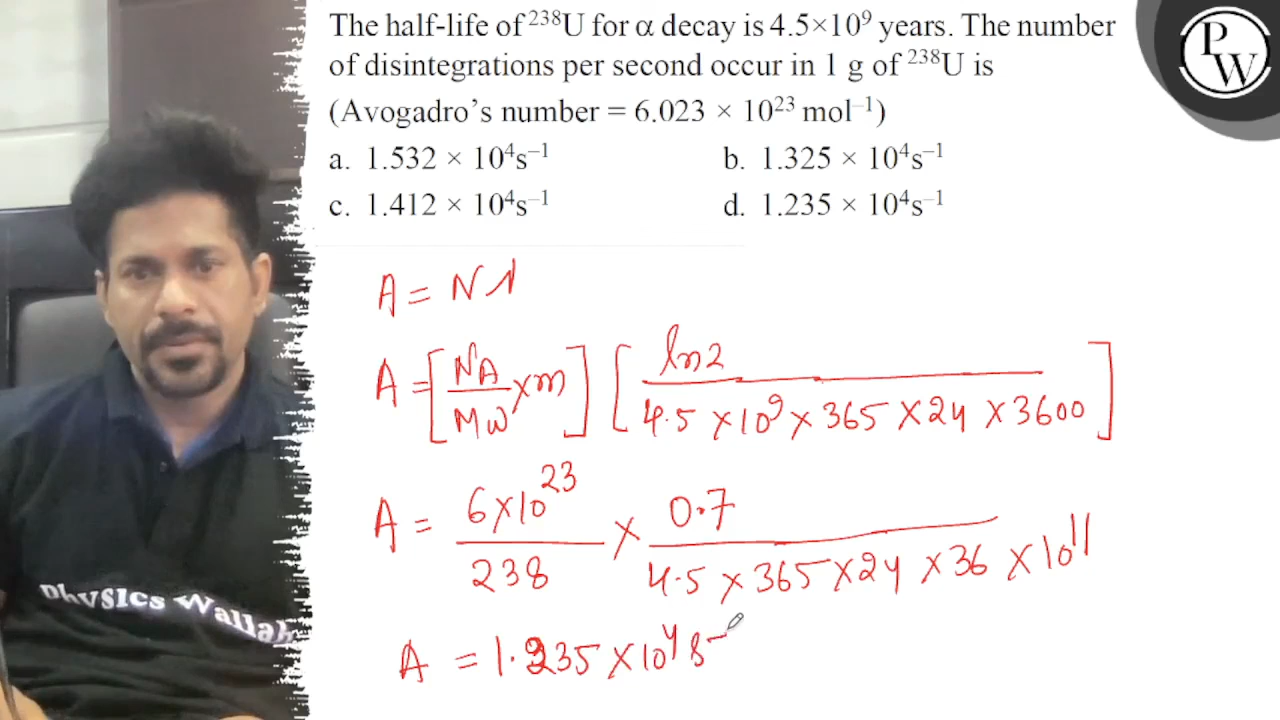 The half-life of ²³⁸U for α decay is 4.5×10⁹ years. The number
of disintegrations per second occur in 1 g of ²³⁸U is
(Avogadro's number = 6.023 × 10²³ mol⁻¹)
a. 1.532 × 10⁴s⁻¹ b. 1.325 × 10⁴s⁻¹
c. 1.412 × 10⁴s⁻¹ d. 1.235 × 10⁴s⁻¹
PW
A = Nλ
A = [N_A / Mw × m] [ln2 / 4.5 × 10⁹ × 365 × 24 × 3600]
A = 6×10²³ / 238 × 0.7 / 4.5 × 365 × 24 × 36 × 10¹¹
A = 1.235 × 10⁴ s⁻
Physics Wallah